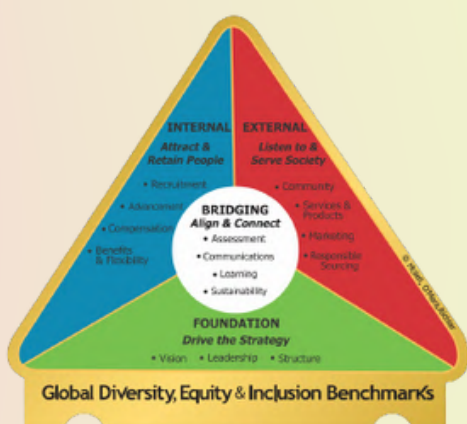 INTERNAL
Attract &
Retain People
• Recruitment
• Advancement
• Compensation
• Benefits
& Flexibility
EXTERNAL
Listen to &
Serve Society
• Community
• Services &
Products
• Marketing
• Responsible
Sourcing
BRIDGING
Align & Connect
• Assessment
• Communications
• Learning
• Sustainability
FOUNDATION
Drive the Strategy
• Vision • Leadership • Structure
Global Diversity, Equity & Inclusion Benchmarks